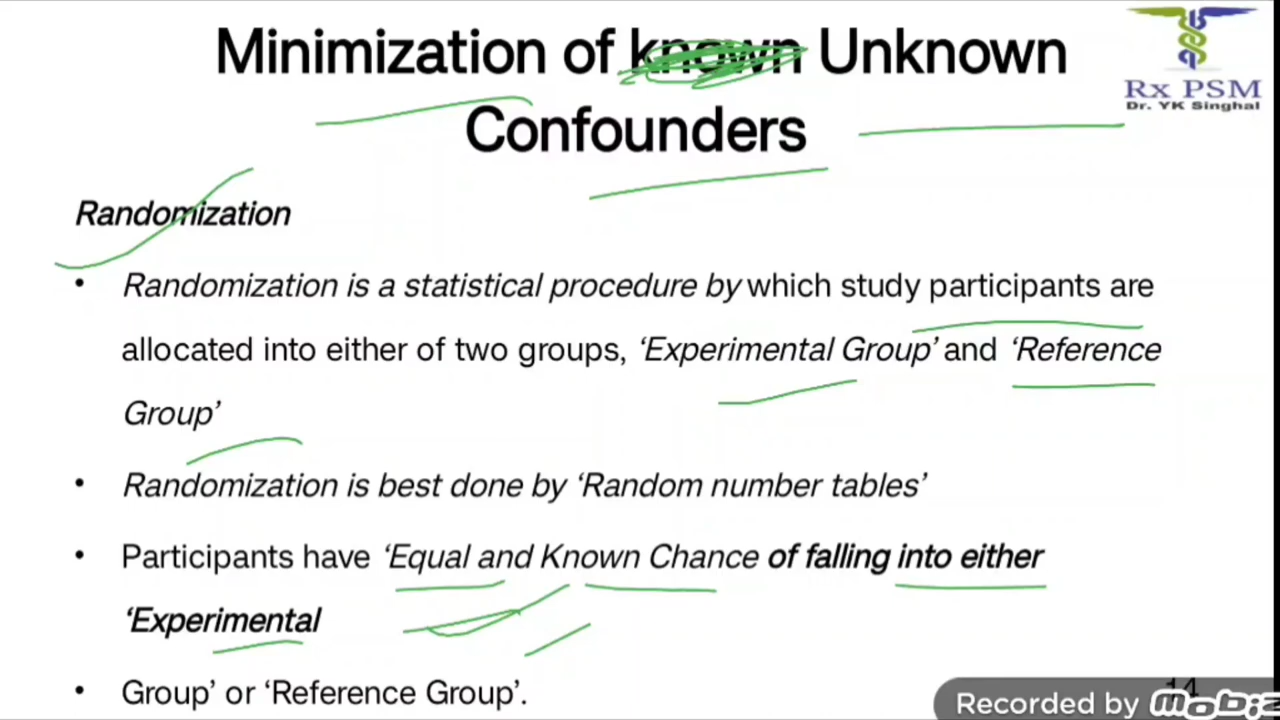 Minimization of known Unknown
Confounders
Rx PSM
Dr. YK Singhal
Randomization
• Randomization is a statistical procedure by which study participants are
allocated into either of two groups, ‘Experimental Group’ and ‘Reference
Group’
• Randomization is best done by ‘Random number tables’
• Participants have ‘Equal and Known Chance of falling into either
‘Experimental
• Group’ or ‘Reference Group’.
14
Recorded by